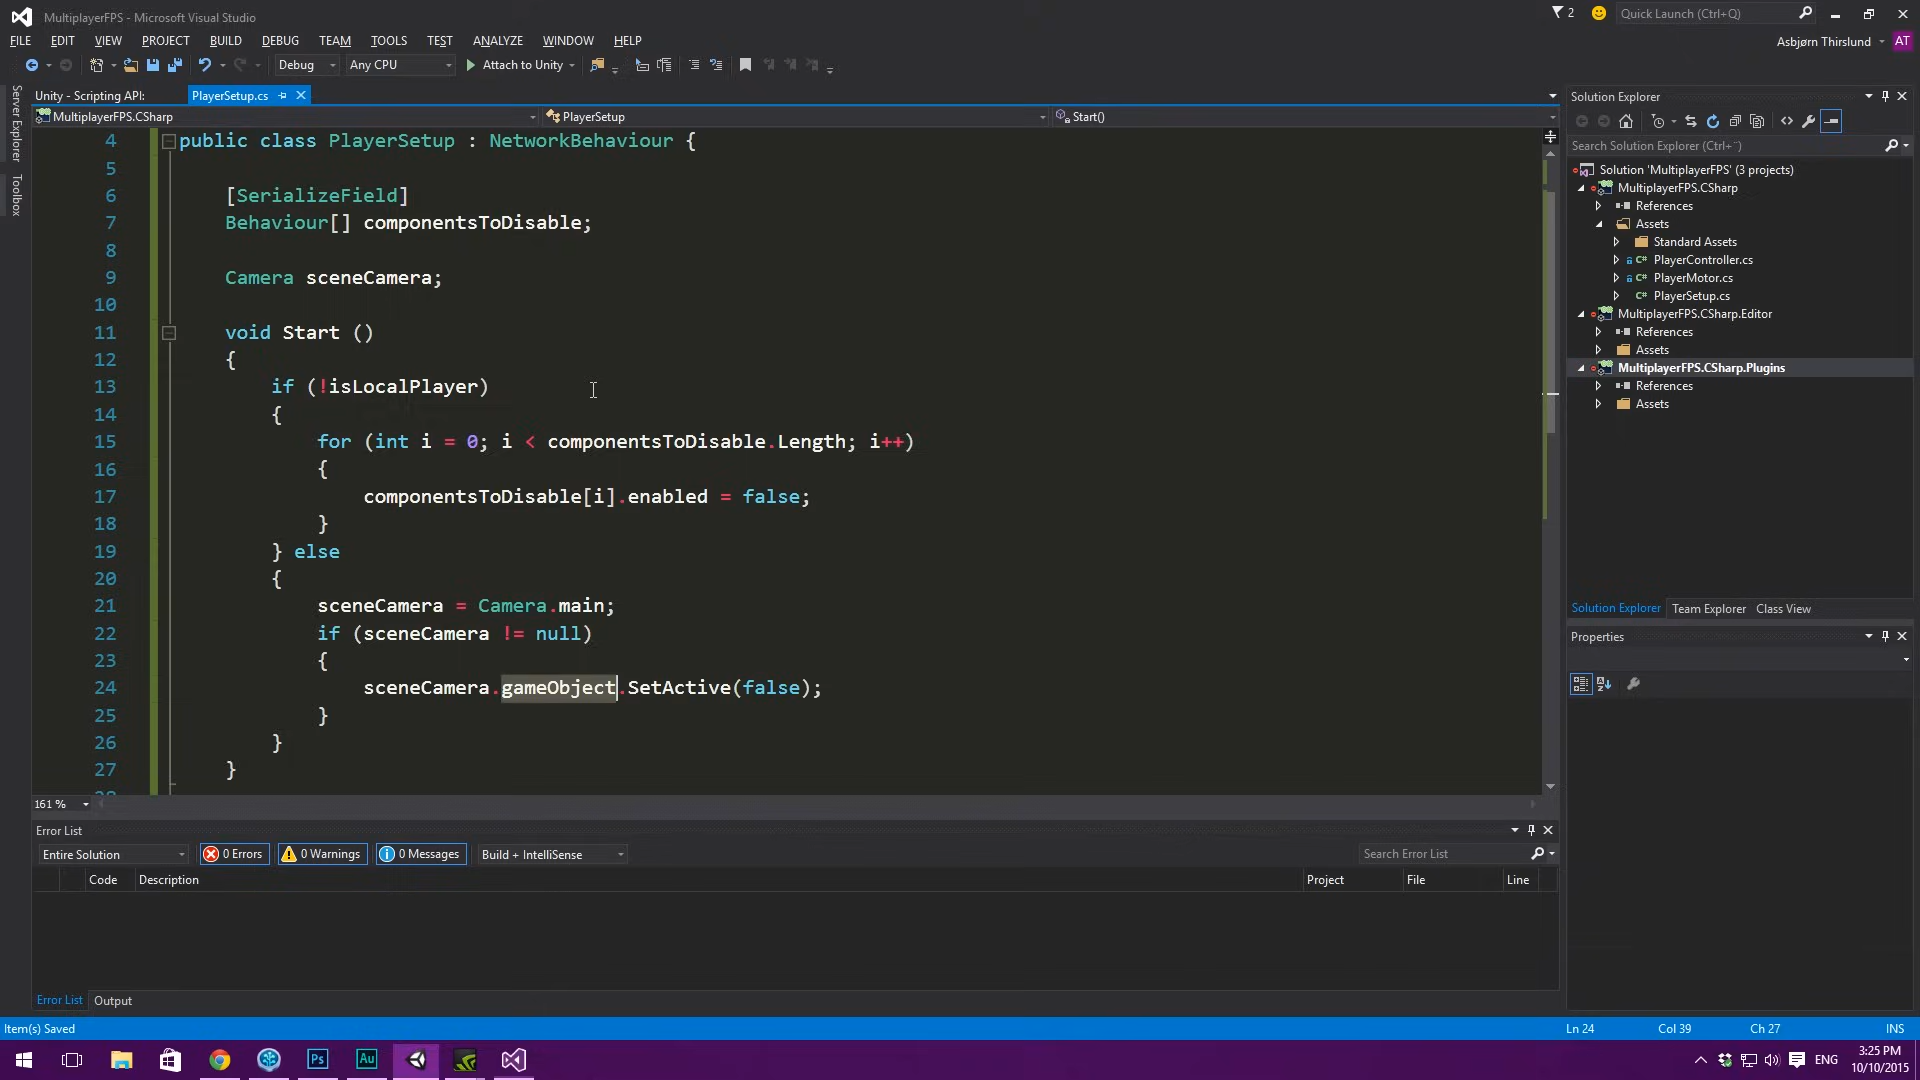 MultiplayerFPS - Microsoft Visual Studio
2
Quick Launch (Ctrl+Q)
FILE EDIT VIEW PROJECT BUILD DEBUG TEAM TOOLS TEST ANALYZE WINDOW HELP
Asbjørn Thirslund
AT
Debug
Any CPU
Attach to Unity
Server Explorer
Toolbox
Unity - Scripting API:
PlayerSetup.cs
MultiplayerFPS.CSharp
PlayerSetup
Start()
4 public class PlayerSetup : NetworkBehaviour {
5
6 [SerializeField]
7 Behaviour[] componentsToDisable;
8
9 Camera sceneCamera;
10
11 void Start ()
12 {
13 if (!isLocalPlayer)
14 {
15 for (int i = 0; i < componentsToDisable.Length; i++)
16 {
17 componentsToDisable[i].enabled = false;
18 }
19 } else
20 {
21 sceneCamera = Camera.main;
22 if (sceneCamera != null)
23 {
24 sceneCamera.gameObject.SetActive(false);
25 }
26 }
27 }
161 %
Error List
Entire Solution
0 Errors
0 Warnings
0 Messages
Build + IntelliSense
Search Error List
Code
Description
Project
File
Line
Error List
Output
Solution Explorer
Search Solution Explorer (Ctrl+¨)
Solution 'MultiplayerFPS' (3 projects)
MultiplayerFPS.CSharp
References
Assets
Standard Assets
PlayerController.cs
PlayerMotor.cs
PlayerSetup.cs
MultiplayerFPS.CSharp.Editor
References
Assets
MultiplayerFPS.CSharp.Plugins
References
Assets
Solution Explorer
Team Explorer
Class View
Properties
Item(s) Saved
Ln 24
Col 39
Ch 27
INS
Ps
Au
ENG
3:25 PM
10/10/2015